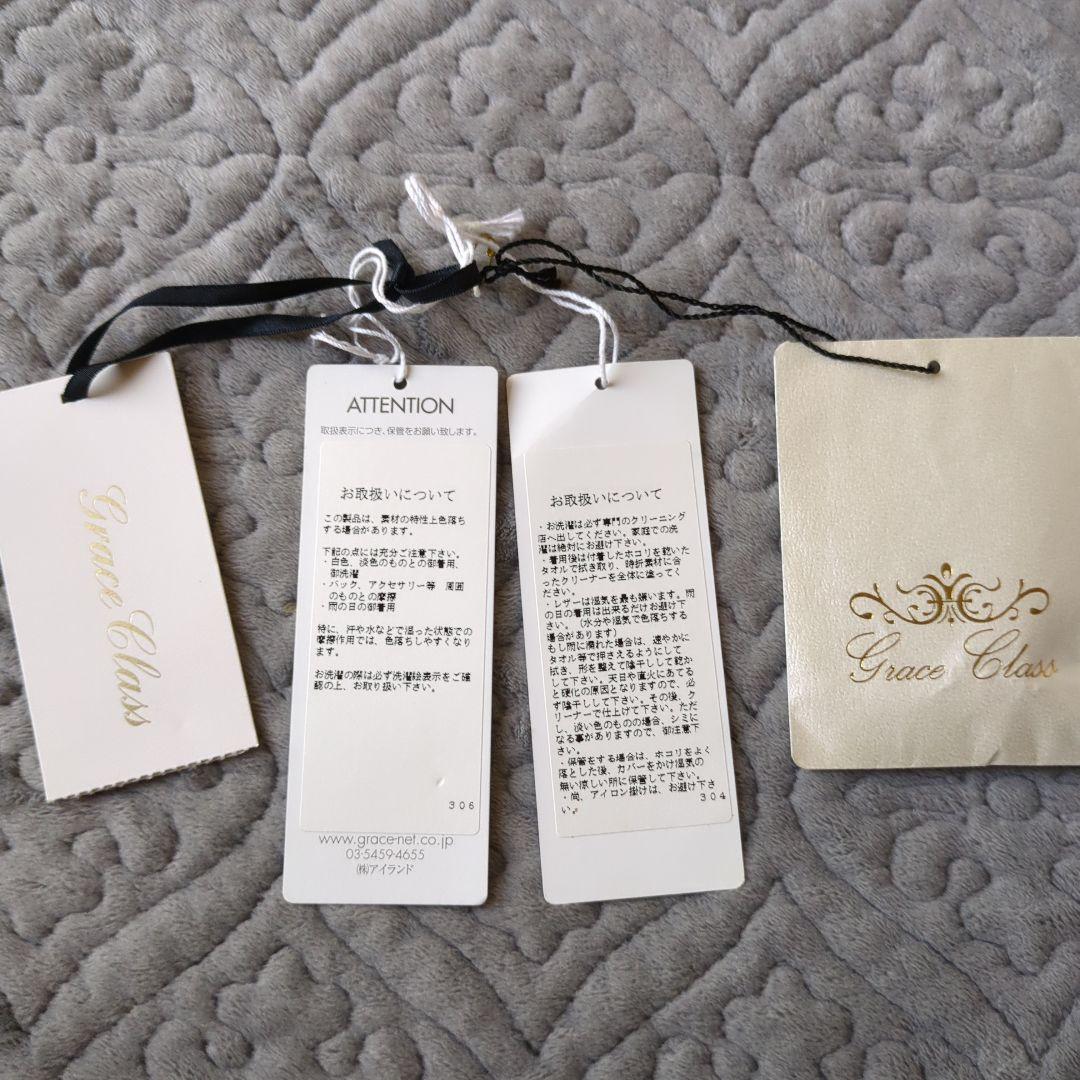 Grace Class
ATTENTION
取扱表示につき、保管をお願い致します。
お取扱いについて
この製品は、素材の特性上色落ち
する場合があります。
下記の点には充分ご注意下さい。
・白色、淡色のものとの御着用、
御洗濯
・バック、アクセサリー等　周囲
のものとの摩擦
・雨の日の御着用
特に、汗や水などで湿った状態での
摩擦作用では、色落ちしやすくなり
ます。
お洗濯の際は必ず洗濯絵表示をご確
認の上、お取り扱い下さい。
306
www.grace-net.co.jp
03-5459-4655
㈱アイランド
お取扱いについて
・お洗濯は必ず専門のクリーニング
店へ出してください。家庭での洗
濯は絶対にお避け下さい。
・着用後は付着したホコリを乾いた
タオルで拭き取り、時折素材に合
ったクリーナーを全体に塗ってく
ださい。
・レザーは湿気を最も嫌います。雨
の日の着用は出来るだけお避け下
さい。（水分や湿気で色落ちする
場合があります）
もし雨に濡れた場合は、速やかに
タオル等で押さえるようにして
拭き、形を整えて陰干しして乾か
して下さい。天日や直火にあてる
と硬化の原因となりますので、必
ず陰干しして下さい。その後、ク
リーナーで仕上げて下さい。ただ
し、淡い色のものの場合、シミに
なる事がありますので、御注意下
さい。
・保管をする場合は、ホコリをよく
落とした後、カバーをかけ湿気の
無い涼しい所に保管して下さい。
・尚、アイロン掛けは、お避け下さ
い。
304
Grace Class